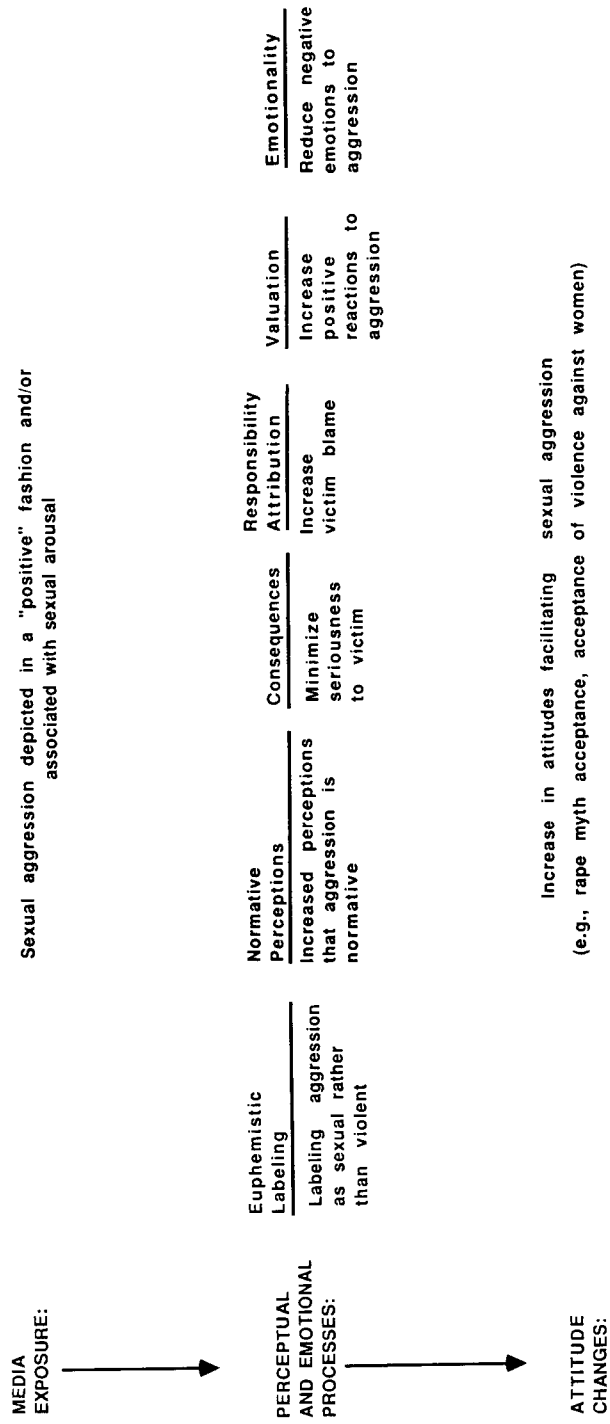 MEDIA
EXPOSURE:
Sexual aggression depicted in a "positive" fashion and/or
associated with sexual arousal
PERCEPTUAL
AND EMOTIONAL
PROCESSES:
Euphemistic
Labeling
Labeling aggression
as sexual rather
than violent
Normative
Perceptions
Increased perceptions
that aggression is
normative
Consequences
Minimize
seriousness
to victim
Responsibility
Attribution
Increase
victim blame
Valuation
Increase
positive
reactions to
aggression
Emotionality
Reduce negative
emotions to
aggression
ATTITUDE
CHANGES:
Increase in attitudes facilitating sexual aggression
(e.g., rape myth acceptance, acceptance of violence against women)